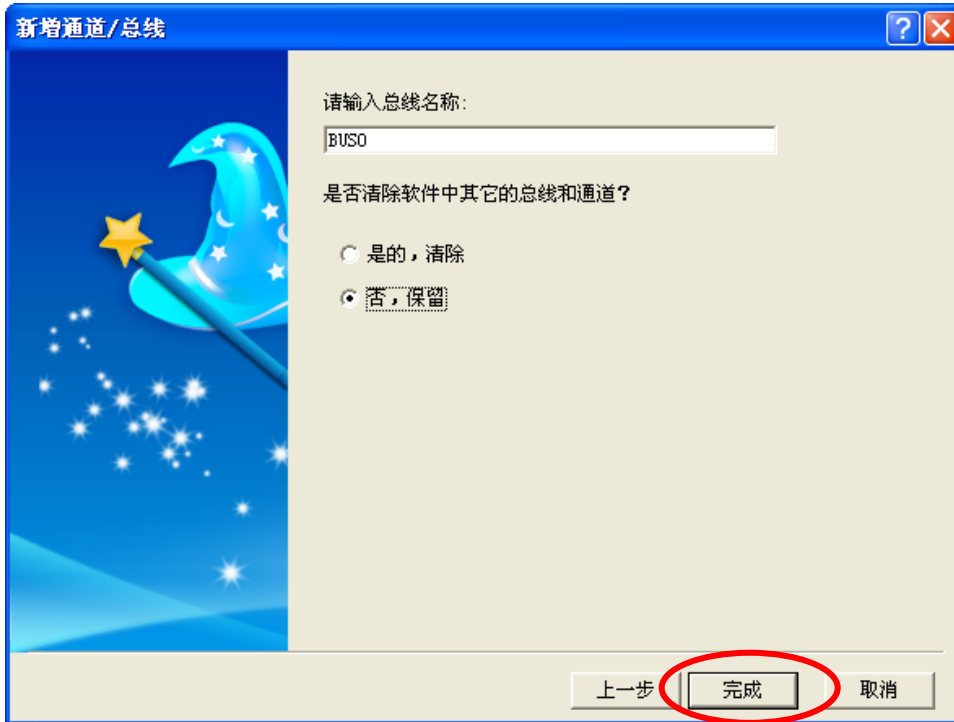 新增通道/总线
请输入总线名称:
BUS0
是否清除软件中其它的总线和通道?
是的,清除
否,保留
上一步
完成
取消